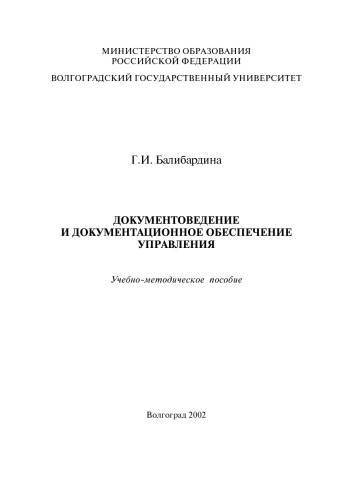 МИНИСТЕРСТВО ОБРАЗОВАНИЯ
РОССИЙСКОЙ ФЕДЕРАЦИИ
ВОЛГОГРАДСКИЙ ГОСУДАРСТВЕННЫЙ УНИВЕРСИТЕТ
Г.И. Балибардина
ДОКУМЕНТОВЕДЕНИЕ
И ДОКУМЕНТАЦИОННОЕ ОБЕСПЕЧЕНИЕ
УПРАВЛЕНИЯ
Учебно-методическое пособие
Волгоград 2002